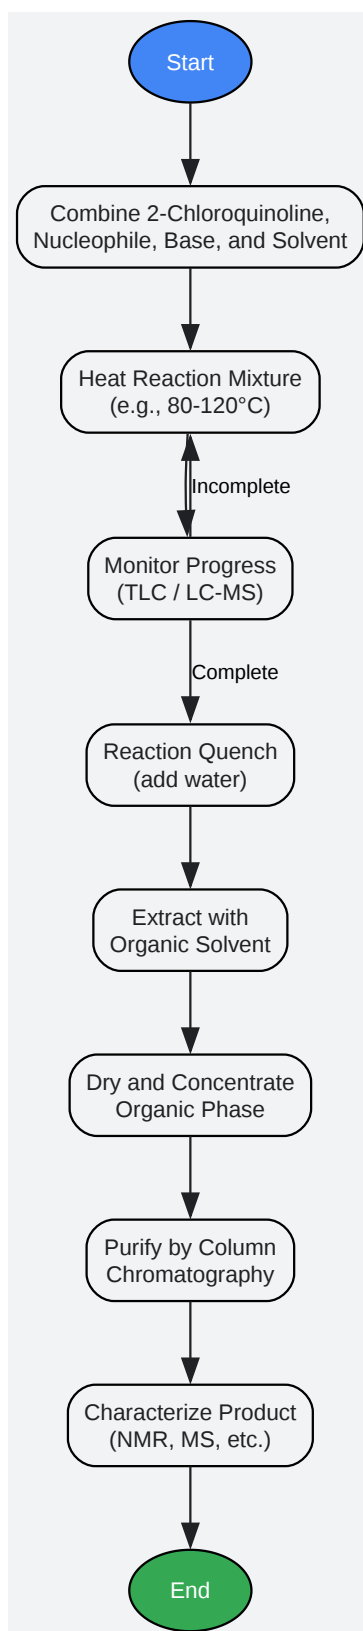 Start
Combine 2-Chloroquinoline,
Nucleophile, Base, and Solvent
Heat Reaction Mixture
(e.g., 80-120°C)
Incomplete
Monitor Progress
(TLC / LC-MS)
Complete
Reaction Quench
(add water)
Extract with
Organic Solvent
Dry and Concentrate
Organic Phase
Purify by Column
Chromatography
Characterize Product
(NMR, MS, etc.)
End